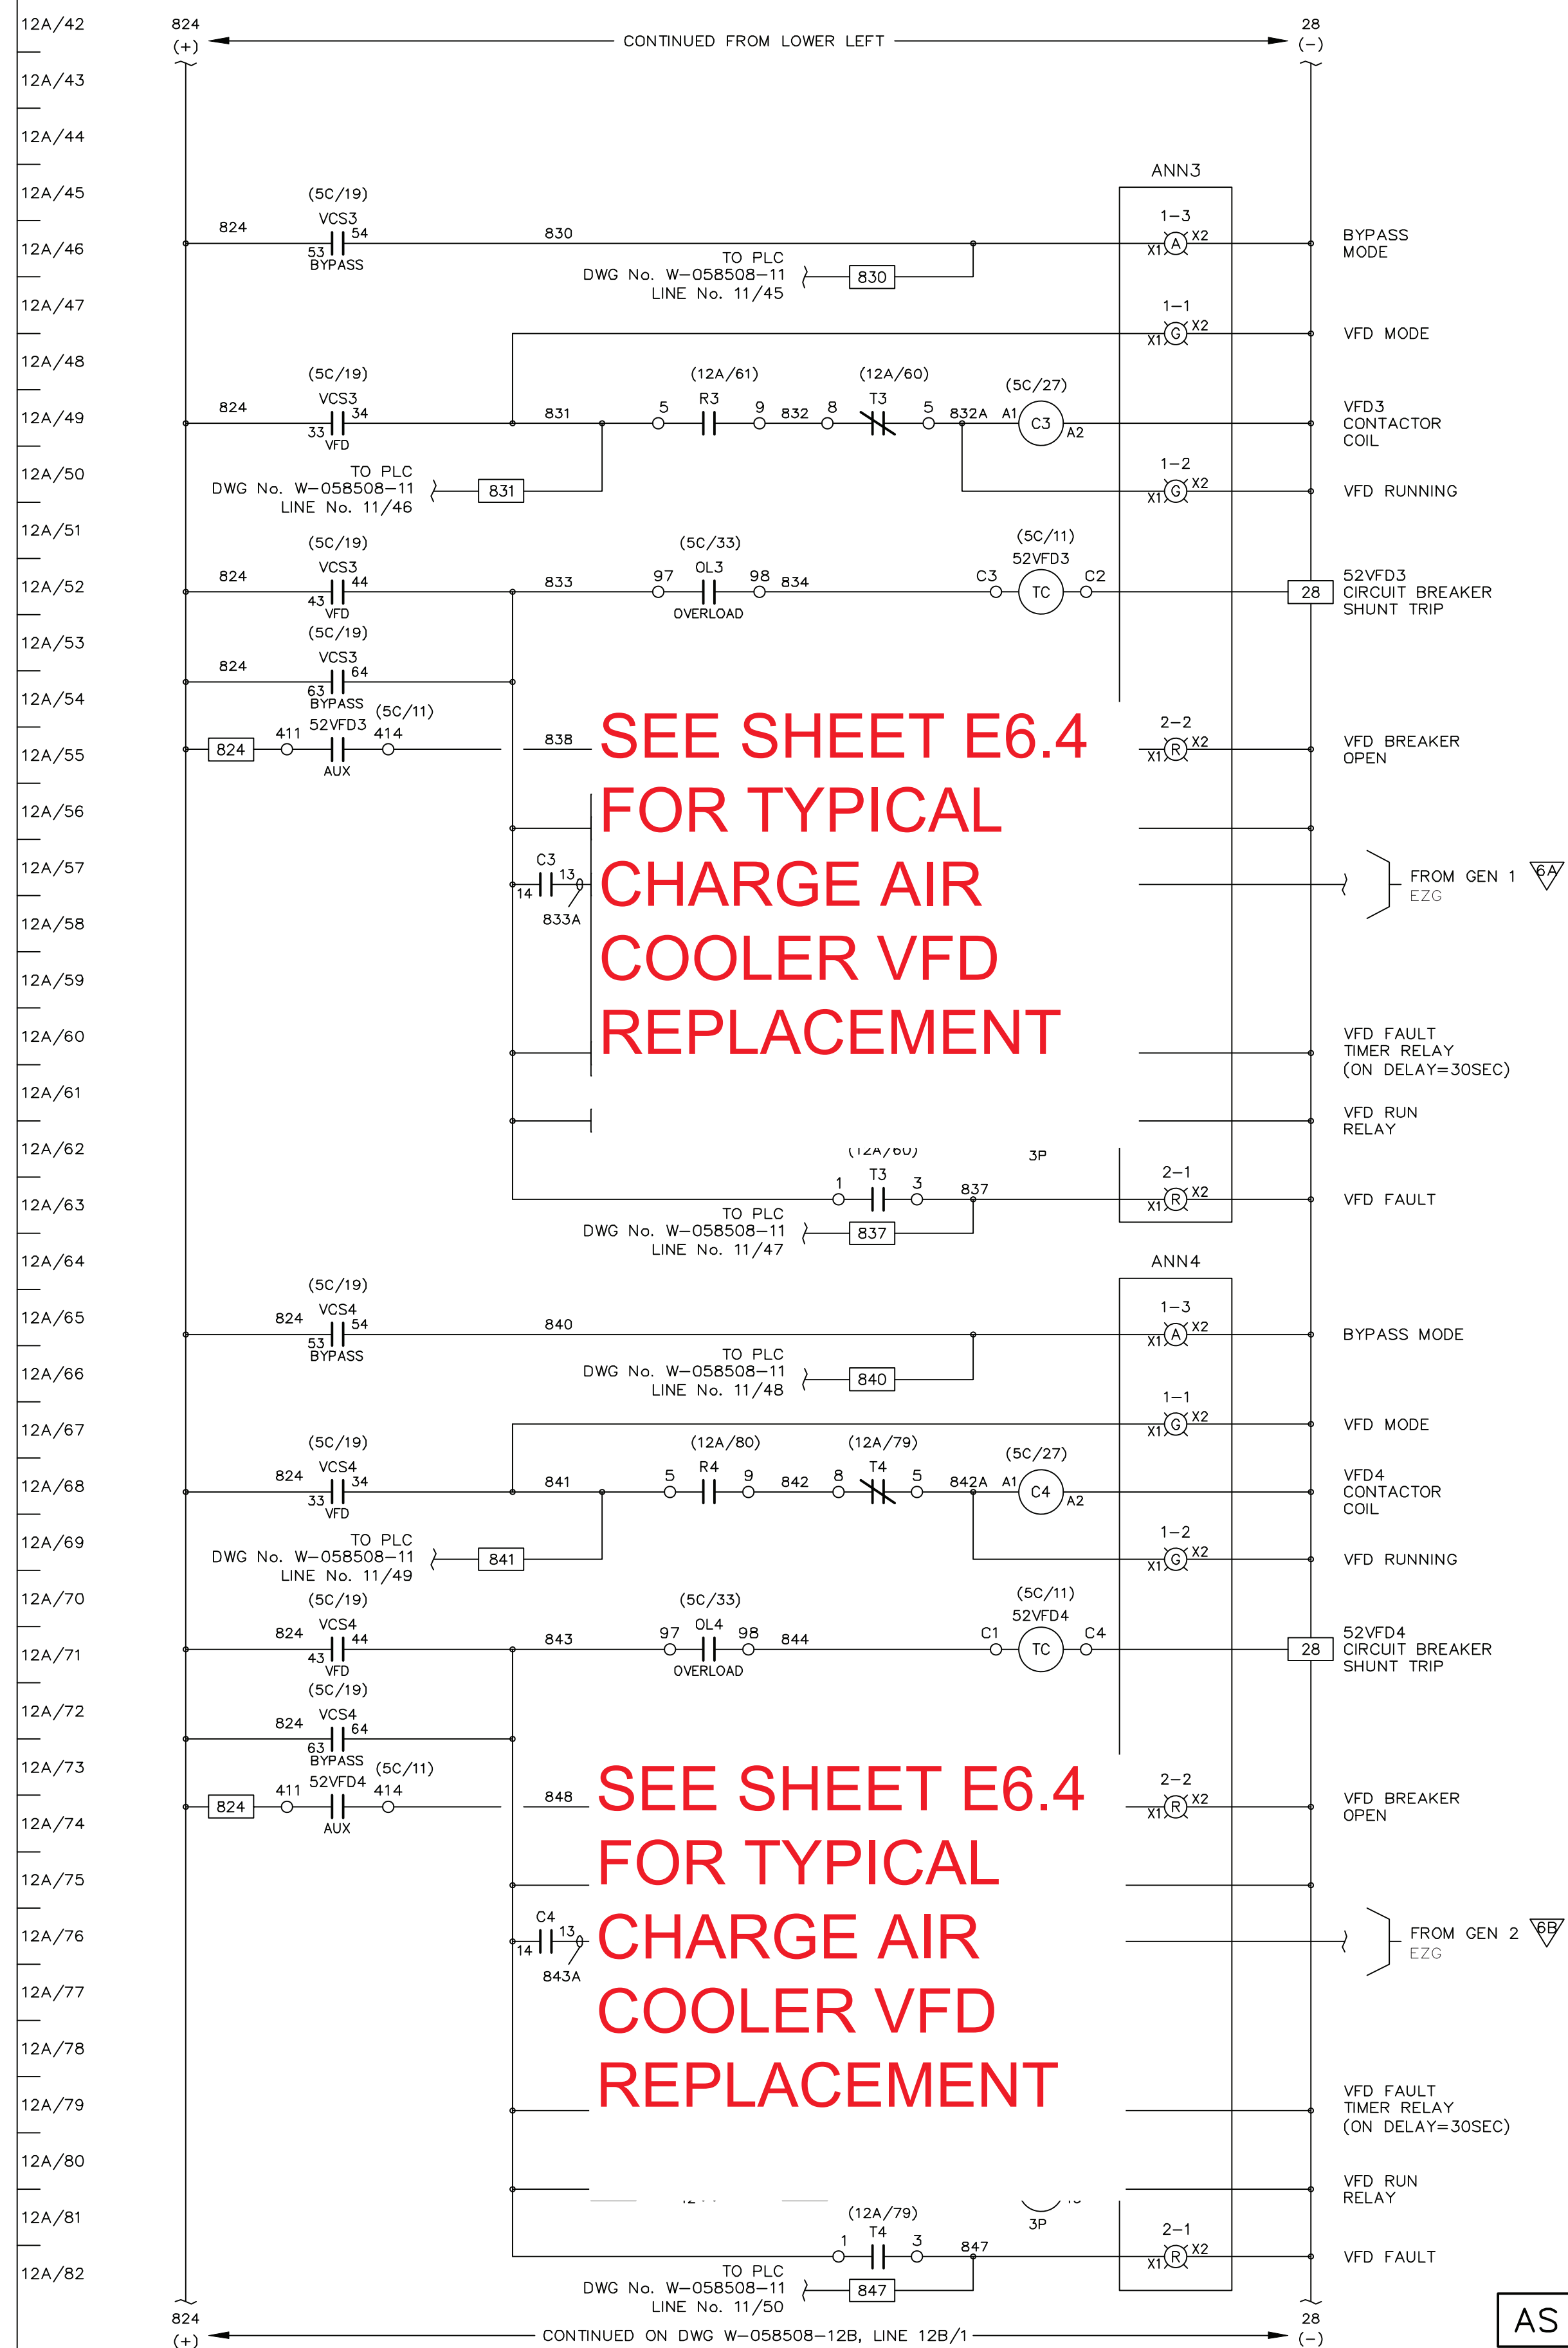 12A/42
824
(+)
CONTINUED FROM LOWER LEFT
28
(-)
12A/43
12A/44
ANN3
12A/45
(5C/19)
VCS3
824
53
54
BYPASS
830
1-3
X1 A X2
BYPASS
MODE
12A/46
TO PLC
DWG No. W-058508-11
LINE No. 11/45
830
12A/47
1-1
X1 G X2
VFD MODE
12A/48
(5C/19)
VCS3
824
33
34
VFD
831
(12A/61)
R3
5
9
832
(12A/60)
T3
8
5
832A
(5C/27)
A1
C3
A2
VFD3
CONTACTOR
COIL
12A/49
12A/50
TO PLC
DWG No. W-058508-11
LINE No. 11/46
831
1-2
X1 G X2
VFD RUNNING
12A/51
(5C/19)
VCS3
824
43
44
VFD
833
(5C/33)
OL3
97
98
OVERLOAD
834
(5C/11)
52VFD3
C3
TC
C2
28
52VFD3
CIRCUIT BREAKER
SHUNT TRIP
12A/52
12A/53
(5C/19)
VCS3
824
63
64
BYPASS
12A/54
824
411
52VFD3
414
(5C/11)
AUX
838
2-2
X1 R X2
VFD BREAKER
OPEN
12A/55
SEE SHEET E6.4
FOR TYPICAL
CHARGE AIR
COOLER VFD
REPLACEMENT
12A/56
12A/57
C3
14
13
833A
FROM GEN 1
EZG
6A
12A/58
12A/59
12A/60
VFD FAULT
TIMER RELAY
(ON DELAY=30SEC)
12A/61
VFD RUN
RELAY
12A/62
(12A/60)
3P
T3
1
3
837
2-1
X1 R X2
VFD FAULT
12A/63
TO PLC
DWG No. W-058508-11
LINE No. 11/47
837
12A/64
ANN4
(5C/19)
VCS4
824
53
54
BYPASS
840
1-3
X1 A X2
BYPASS MODE
12A/65
12A/66
TO PLC
DWG No. W-058508-11
LINE No. 11/48
840
12A/67
1-1
X1 G X2
VFD MODE
(5C/19)
VCS4
824
33
34
VFD
841
(12A/80)
R4
5
9
842
(12A/79)
T4
8
5
842A
(5C/27)
A1
C4
A2
VFD4
CONTACTOR
COIL
12A/68
12A/69
TO PLC
DWG No. W-058508-11
LINE No. 11/49
841
1-2
X1 G X2
VFD RUNNING
12A/70
(5C/19)
VCS4
824
43
44
VFD
843
(5C/33)
OL4
97
98
OVERLOAD
844
(5C/11)
52VFD4
C1
TC
C4
28
52VFD4
CIRCUIT BREAKER
SHUNT TRIP
12A/71
12A/72
(5C/19)
VCS4
824
63
64
BYPASS
12A/73
824
411
52VFD4
414
(5C/11)
AUX
848
2-2
X1 R X2
VFD BREAKER
OPEN
12A/74
SEE SHEET E6.4
FOR TYPICAL
CHARGE AIR
COOLER VFD
REPLACEMENT
12A/75
12A/76
C4
14
13
843A
FROM GEN 2
EZG
6B
12A/77
12A/78
12A/79
VFD FAULT
TIMER RELAY
(ON DELAY=30SEC)
12A/80
VFD RUN
RELAY
12A/81
(12A/79)
3P
T4
1
3
847
2-1
X1 R X2
VFD FAULT
12A/82
TO PLC
DWG No. W-058508-11
LINE No. 11/50
847
824
(+)
CONTINUED ON DWG W-058508-12B, LINE 12B/1
28
(-)
AS